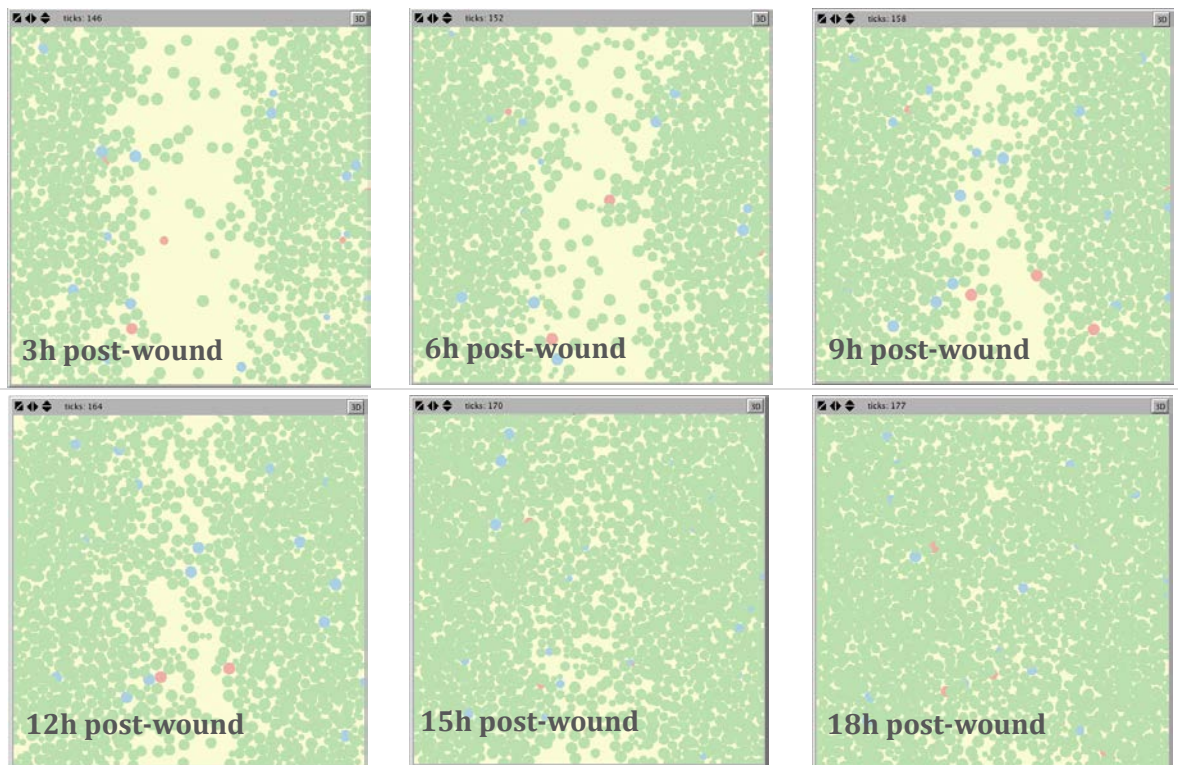 ticks: 146
3D
ticks: 152
3D
ticks: 158
3D
3h post-wound
6h post-wound
9h post-wound
ticks: 164
3D
ticks: 170
3D
ticks: 177
3D
12h post-wound
15h post-wound
18h post-wound